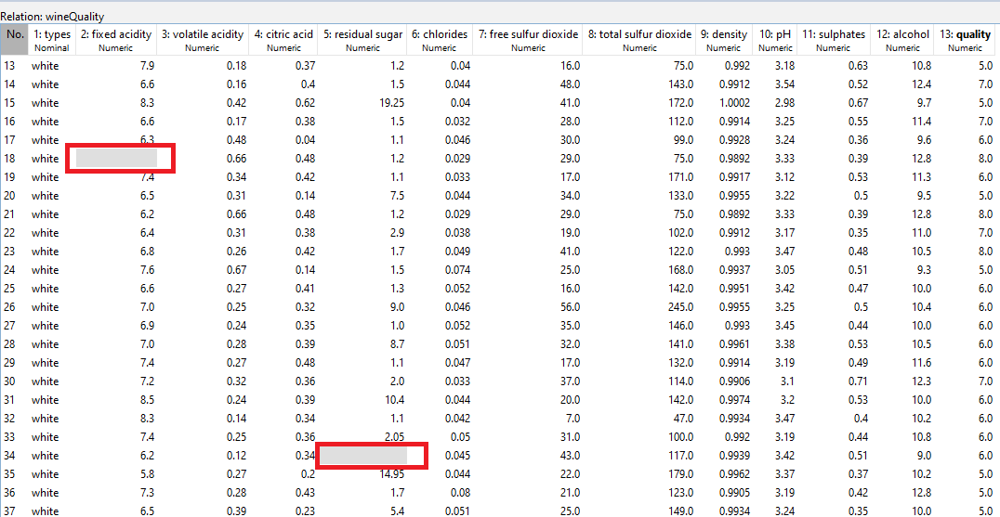 Relation: wineQuality
No. 1: types 2: fixed acidity 3: volatile acidity 4: citric acid 5: residual sugar 6: chlorides 7: free sulfur dioxide 8: total sulfur dioxide 9: density 10: pH 11: sulphates 12: alcohol 13: quality
Nominal Numeric Numeric Numeric Numeric Numeric Numeric Numeric Numeric Numeric Numeric Numeric Numeric
13 white 7.9 0.18 0.37 1.2 0.04 16.0 75.0 0.992 3.18 0.63 10.8 5.0
14 white 6.6 0.16 0.4 1.5 0.044 48.0 143.0 0.9912 3.54 0.52 12.4 7.0
15 white 8.3 0.42 0.62 19.25 0.04 41.0 172.0 1.0002 2.98 0.67 9.7 5.0
16 white 6.6 0.17 0.38 1.5 0.032 28.0 112.0 0.9914 3.25 0.55 11.4 7.0
17 white 6.3 0.48 0.04 1.1 0.046 30.0 99.0 0.9928 3.24 0.36 9.6 6.0
18 white 0.66 0.48 1.2 0.029 29.0 75.0 0.9892 3.33 0.39 12.8 8.0
19 white 7.4 0.34 0.42 1.1 0.033 17.0 171.0 0.9917 3.12 0.53 11.3 6.0
20 white 6.5 0.31 0.14 7.5 0.044 34.0 133.0 0.9955 3.22 0.5 9.5 5.0
21 white 6.2 0.66 0.48 1.2 0.029 29.0 75.0 0.9892 3.33 0.39 12.8 8.0
22 white 6.4 0.31 0.38 2.9 0.038 19.0 102.0 0.9912 3.17 0.35 11.0 7.0
23 white 6.8 0.26 0.42 1.7 0.049 41.0 122.0 0.993 3.47 0.48 10.5 8.0
24 white 7.6 0.67 0.14 1.5 0.074 25.0 168.0 0.9937 3.05 0.51 9.3 5.0
25 white 6.6 0.27 0.41 1.3 0.052 16.0 142.0 0.9951 3.42 0.47 10.0 6.0
26 white 7.0 0.25 0.32 9.0 0.046 56.0 245.0 0.9955 3.25 0.5 10.4 6.0
27 white 6.9 0.24 0.35 1.0 0.052 35.0 146.0 0.993 3.45 0.44 10.0 6.0
28 white 7.0 0.28 0.39 8.7 0.051 32.0 141.0 0.9961 3.38 0.53 10.5 6.0
29 white 7.4 0.27 0.48 1.1 0.047 17.0 132.0 0.9914 3.19 0.49 11.6 6.0
30 white 7.2 0.32 0.36 2.0 0.033 37.0 114.0 0.9906 3.1 0.71 12.3 7.0
31 white 8.5 0.24 0.39 10.4 0.044 20.0 142.0 0.9974 3.2 0.53 10.0 6.0
32 white 8.3 0.14 0.34 1.1 0.042 7.0 47.0 0.9934 3.47 0.4 10.2 6.0
33 white 7.4 0.25 0.36 2.05 0.05 31.0 100.0 0.992 3.19 0.44 10.8 6.0
34 white 6.2 0.12 0.34 0.045 43.0 117.0 0.9939 3.42 0.51 9.0 6.0
35 white 5.8 0.27 0.2 14.95 0.044 22.0 179.0 0.9962 3.37 0.37 10.2 5.0
36 white 7.3 0.28 0.43 1.7 0.08 21.0 123.0 0.9905 3.19 0.42 12.8 5.0
37 white 6.5 0.39 0.23 5.4 0.051 25.0 149.0 0.9934 3.24 0.35 10.0 5.0